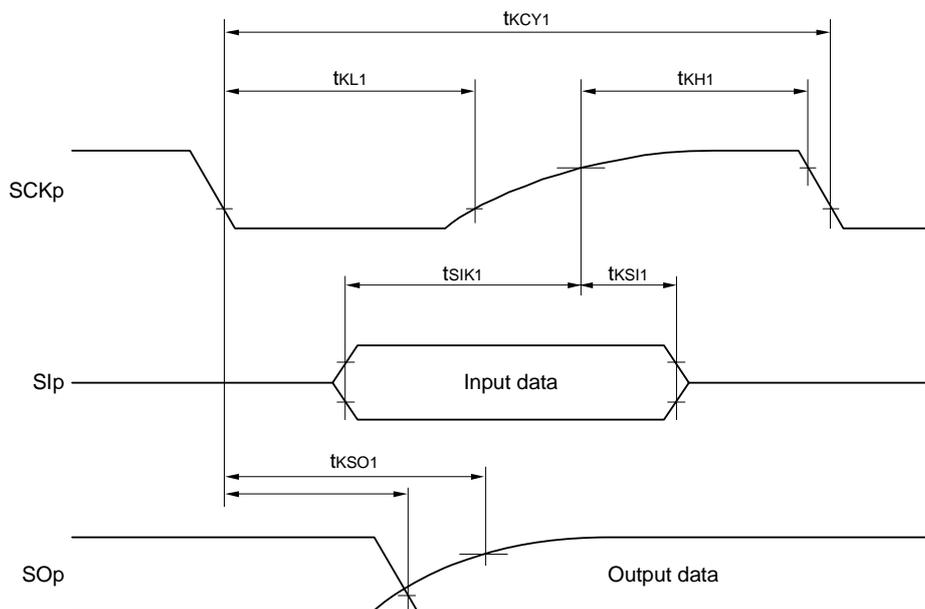 tKCY1
tKL1
tKH1
SCKp
tSIK1
tKSI1
SIp
Input data
tKSO1
SOp
Output data